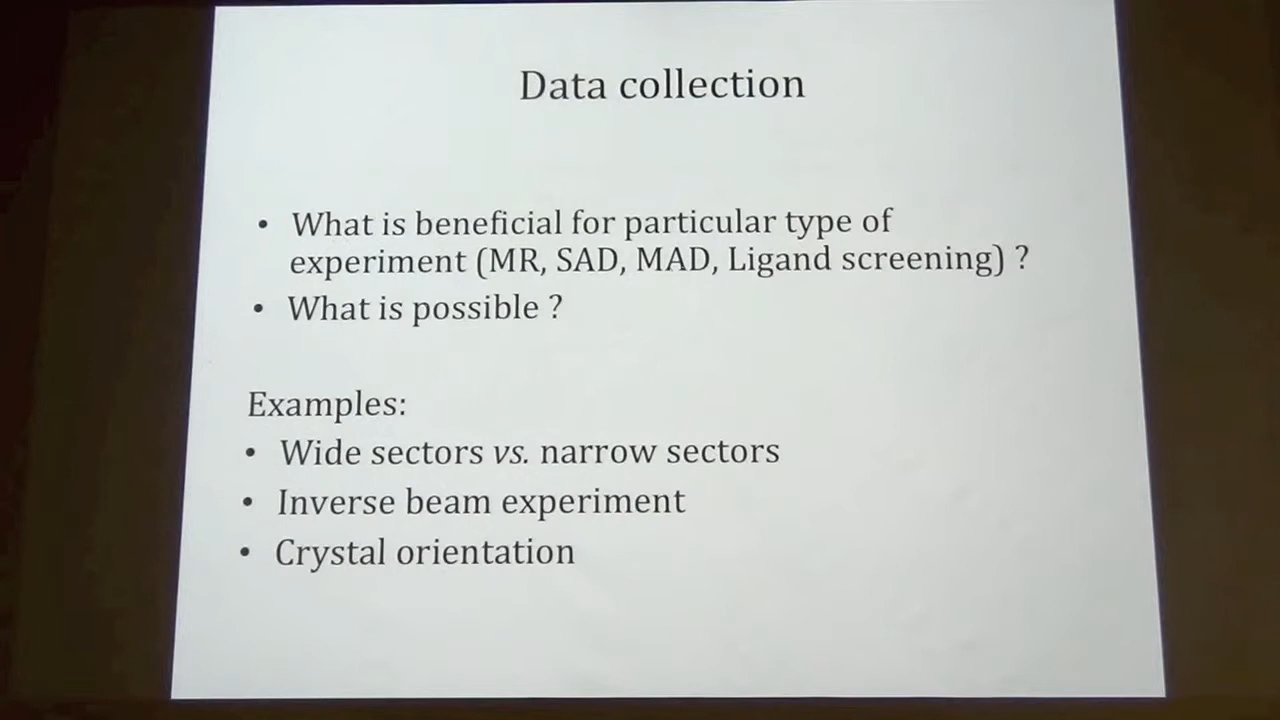 Data collection
• What is beneficial for particular type of
experiment (MR, SAD, MAD, Ligand screening) ?
• What is possible ?
Examples:
• Wide sectors vs. narrow sectors
• Inverse beam experiment
• Crystal orientation